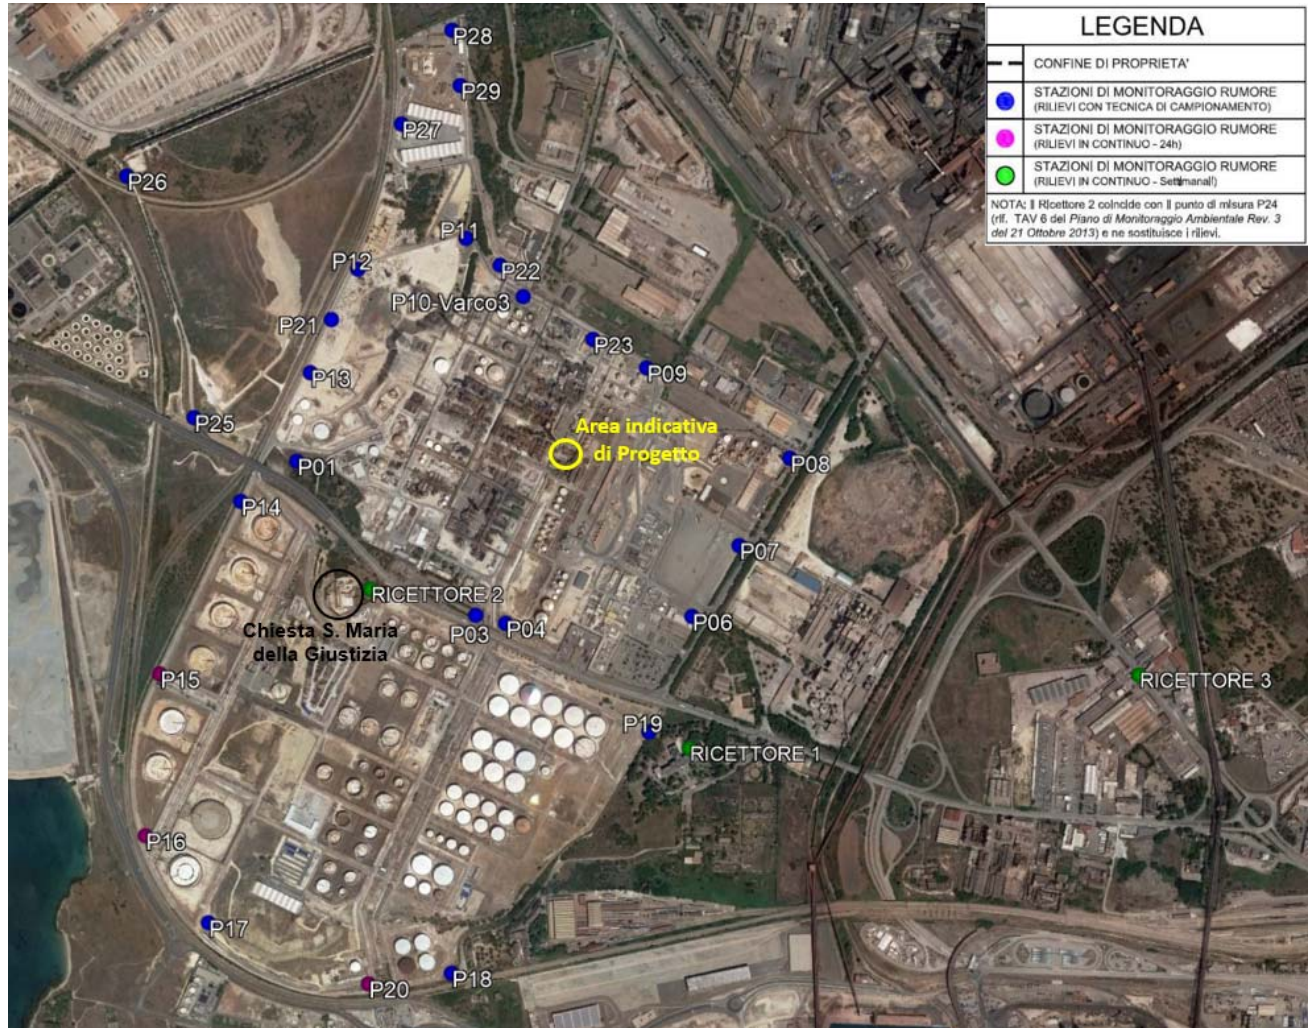 LEGENDA
CONFINE DI PROPRIETA'
STAZIONI DI MONITORAGGIO RUMORE
(RILIEVI CON TECNICA DI CAMPIONAMENTO)
STAZIONI DI MONITORAGGIO RUMORE
(RILIEVI IN CONTINUO - 24h)
STAZIONI DI MONITORAGGIO RUMORE
(RILIEVI IN CONTINUO - Settimanali)
NOTA: Il Ricettore 2 coincide con il punto di misura P24
(rif. TAV 6 del Piano di Monitoraggio Ambientale Rev. 3
del 21 Ottobre 2013) e ne sostituisce i rilievi.
P28
P29
P27
P26
P11
P12
P22
P10-Varco3
P21
P23
P13
P09
P25
Area indicativa
di Progetto
P01
P08
P14
P07
RICETTORE 2
P03
P04
P06
Chiesta S. Maria
della Giustizia
P15
RICETTORE 3
P19
RICETTORE 1
P16
P17
P18
P20